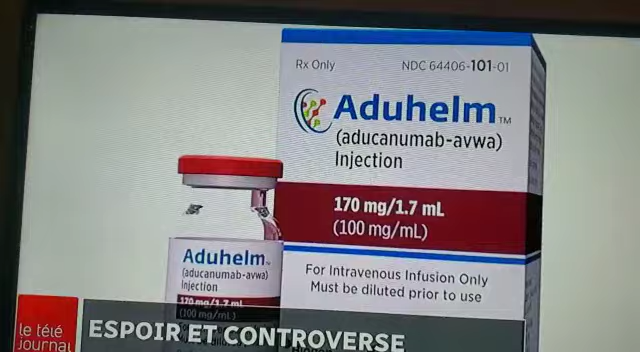 Rx Only
NDC 64406-101-01
Aduhelm™
(aducanumab-avwa)
Injection
170 mg/1.7 mL
(100 mg/mL)
For Intravenous Infusion Only
Must be diluted prior to use
Aduhelm™
(aducanumab-avwa)
Injection
170 mg/1.7 mL
(100 mg/mL)
le télé
journal
ESPOIR ET CONTROVERSE